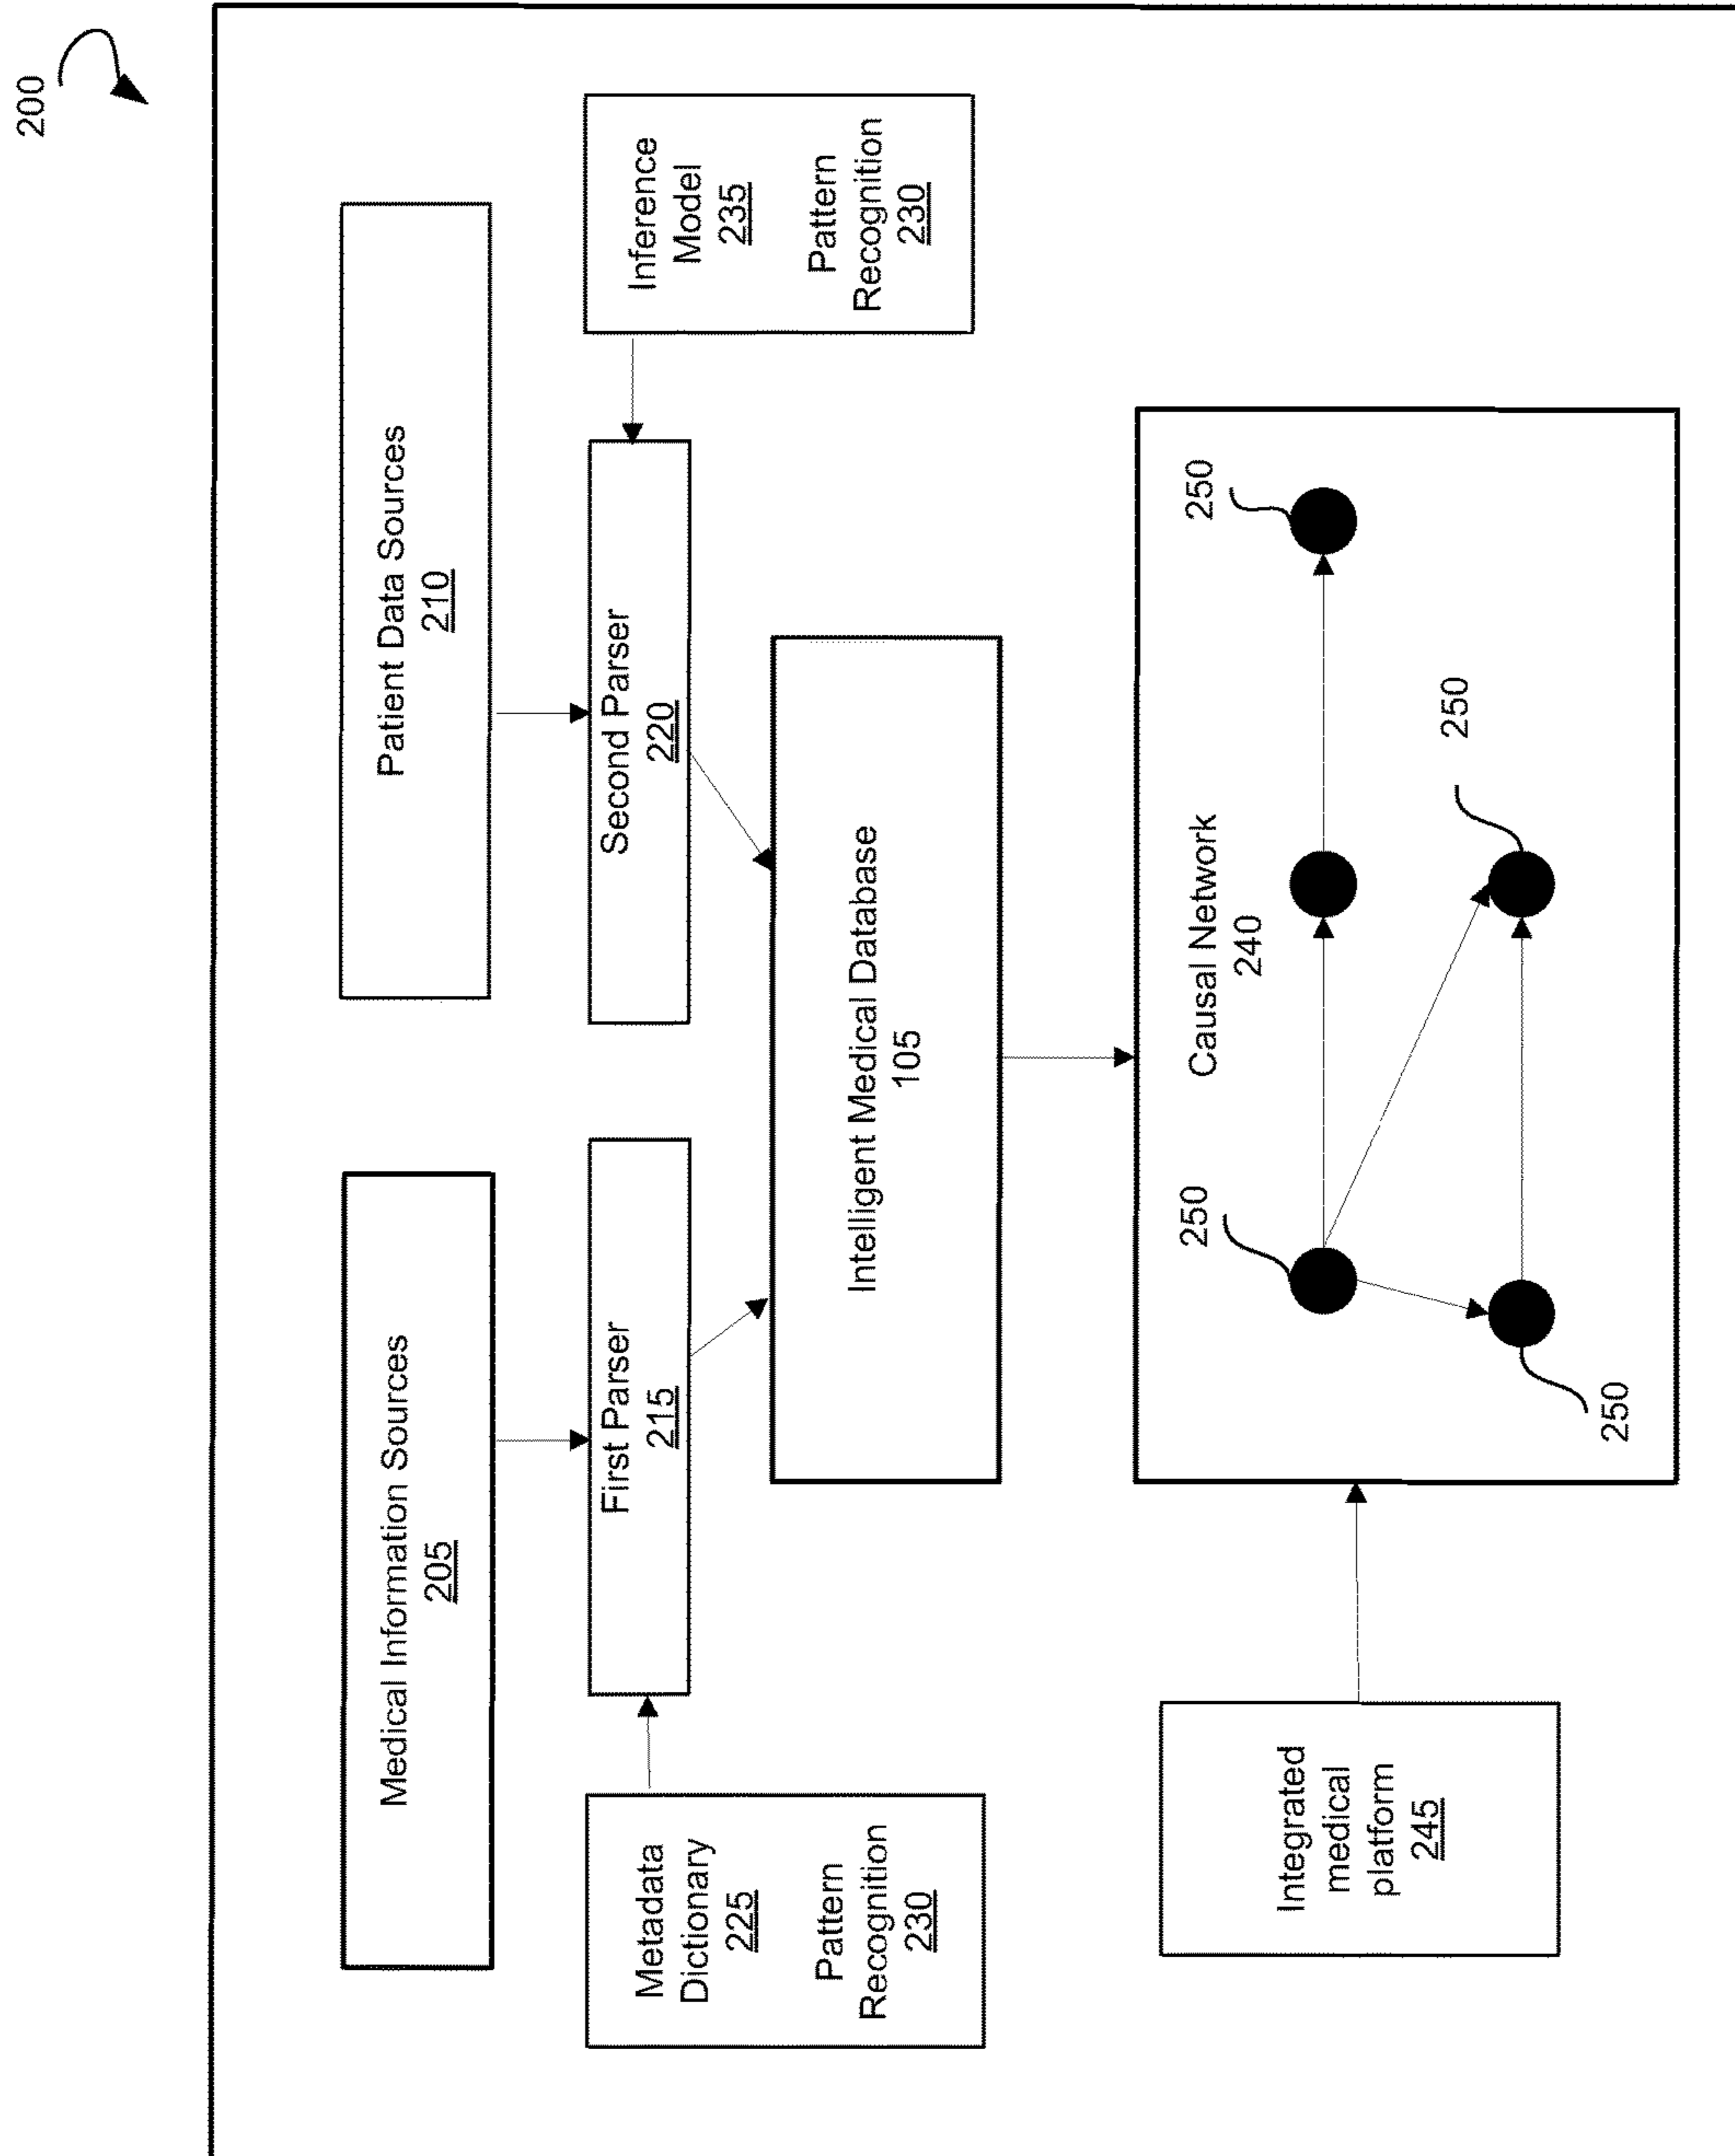 200
Medical Information Sources
205
Patient Data Sources
210
Metadata
Dictionary
225
Pattern
Recognition
230
First Parser
215
Second Parser
220
Inference
Model
235
Pattern
Recognition
230
Intelligent Medical Database
105
Integrated
medical
platform
245
Causal Network
240
250
250
250
250